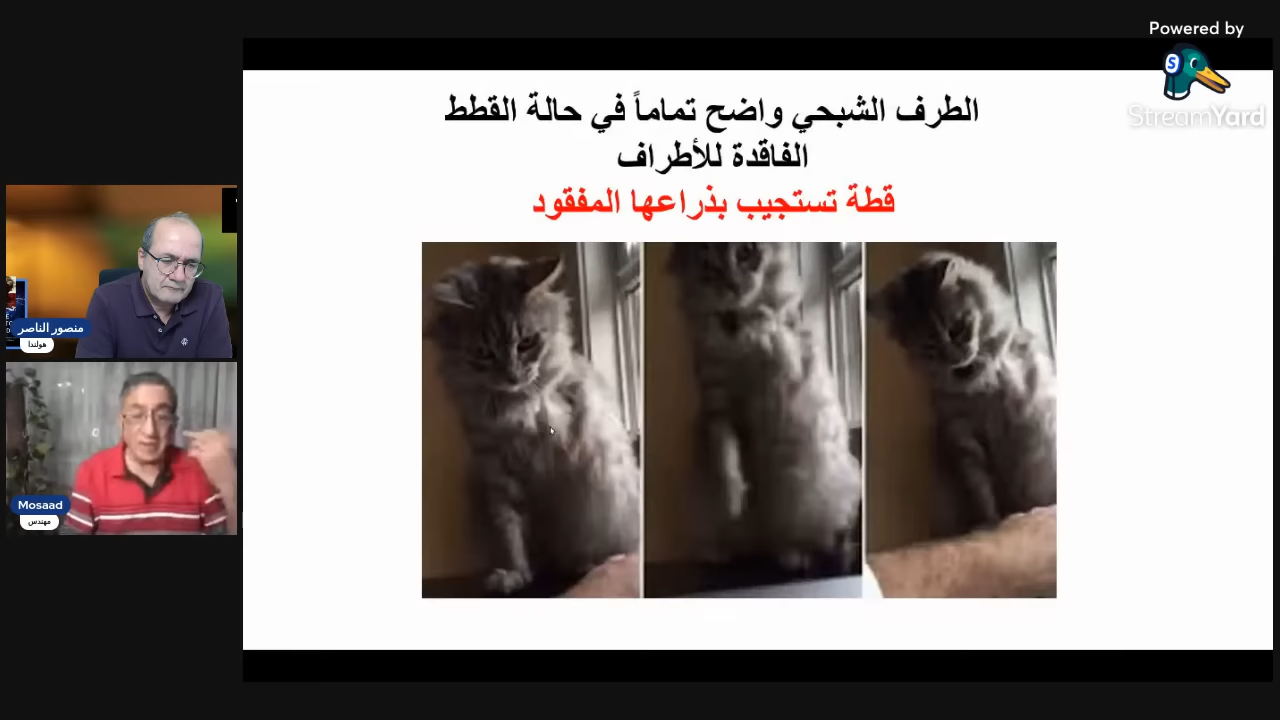 Powered by
StreamYard
الطرف الشبحي واضح تماماً في حالة القطط
الفاقدة للأطراف
قطة تستجيب بذراعها المفقود
منصور الناصر
هولندا
Mosaad
مهندس